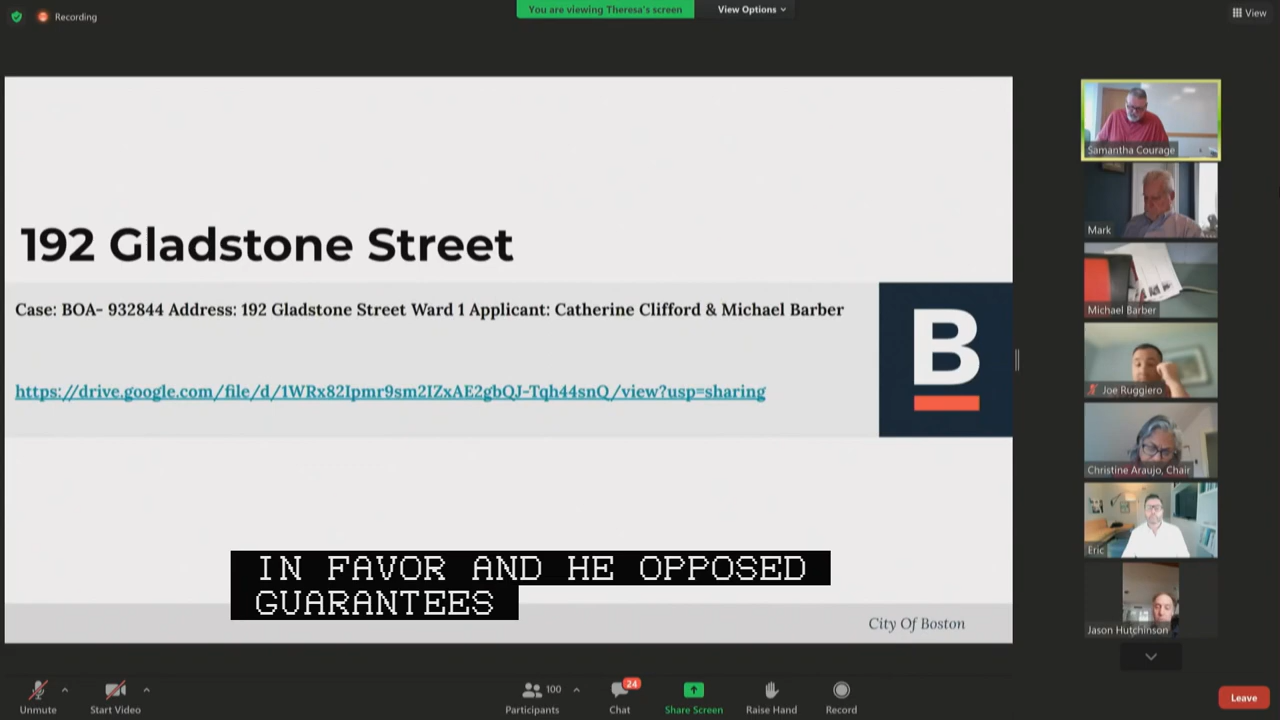 Recording
You are viewing Theresa's screen
View Options
View
192 Gladstone Street
Case: BOA- 932844 Address: 192 Gladstone Street Ward 1 Applicant: Catherine Clifford & Michael Barber
https://drive.google.com/file/d/1WRx82Ipmr9sm2IZxAE2gbQJ-Tqh44snQ/view?usp=sharing
B
IN FAVOR AND HE OPPOSED
GUARANTEES
City Of Boston
Samantha Courage
Mark
Michael Barber
Joe Ruggiero
Christine Araujo, Chair
Eric
Jason Hutchinson
Unmute
Start Video
100
Participants
24
Chat
Share Screen
Raise Hand
Record
Leave